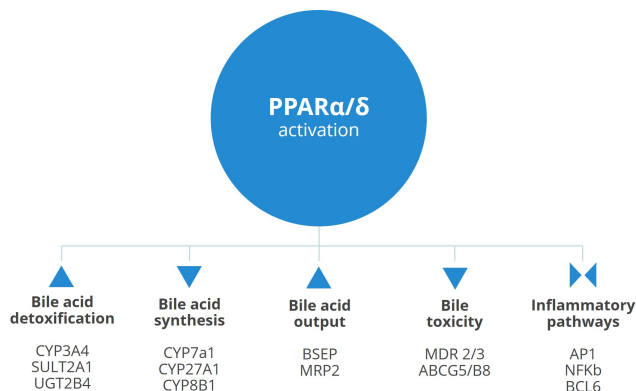 PPARα/δ
activation
Bile acid
detoxification
CYP3A4
SULT2A1
UGT2B4
Bile acid
synthesis
CYP7a1
CYP27A1
CYP8B1
Bile acid
output
BSEP
MRP2
Bile
toxicity
MDR 2/3
ABCG5/B8
Inflammatory
pathways
AP1
NFKb
BCL6